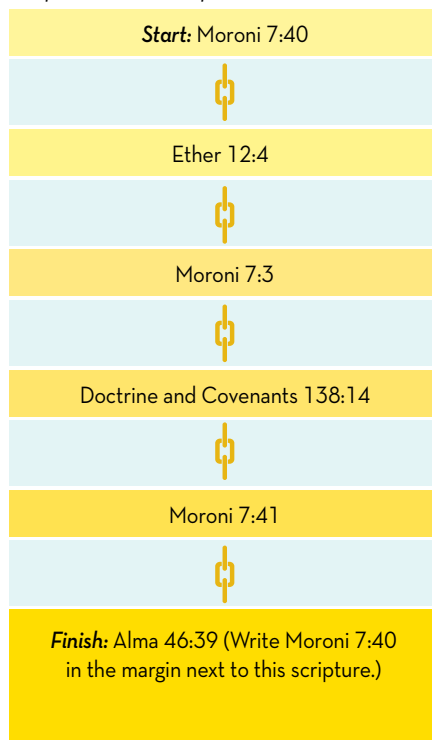 Start: Moroni 7:40
Ether 12:4
Moroni 7:3
Doctrine and Covenants 138:14
Moroni 7:41
Finish: Alma 46:39 (Write Moroni 7:40
in the margin next to this scripture.)